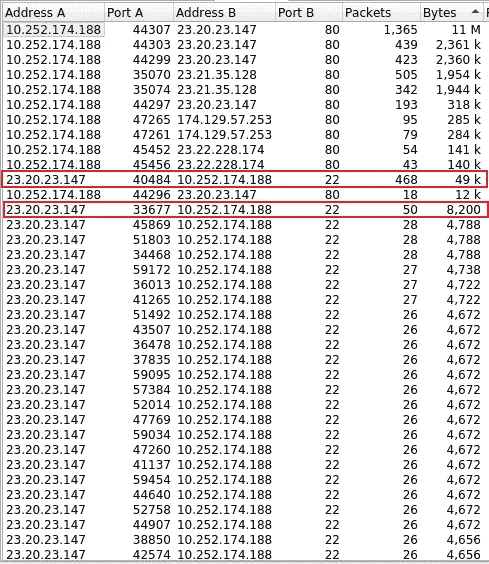 Address A Port A Address B Port B Packets Bytes
10.252.174.188 44307 23.20.23.147 80 1,365 11 M
10.252.174.188 44303 23.20.23.147 80 439 2,361 k
10.252.174.188 44299 23.20.23.147 80 423 2,360 k
10.252.174.188 35070 23.21.35.128 80 505 1,954 k
10.252.174.188 35074 23.21.35.128 80 342 1,944 k
10.252.174.188 44297 23.20.23.147 80 193 318 k
10.252.174.188 47265 174.129.57.253 80 95 285 k
10.252.174.188 47261 174.129.57.253 80 79 284 k
10.252.174.188 45452 23.22.228.174 80 54 141 k
10.252.174.188 45456 23.22.228.174 80 43 140 k
23.20.23.147 40484 10.252.174.188 22 468 49 k
10.252.174.188 44296 23.20.23.147 80 18 12 k
23.20.23.147 33677 10.252.174.188 22 50 8,200
23.20.23.147 45869 10.252.174.188 22 28 4,788
23.20.23.147 51803 10.252.174.188 22 28 4,788
23.20.23.147 34468 10.252.174.188 22 28 4,788
23.20.23.147 59172 10.252.174.188 22 27 4,738
23.20.23.147 36013 10.252.174.188 22 27 4,722
23.20.23.147 41265 10.252.174.188 22 27 4,722
23.20.23.147 51492 10.252.174.188 22 26 4,672
23.20.23.147 43507 10.252.174.188 22 26 4,672
23.20.23.147 36478 10.252.174.188 22 26 4,672
23.20.23.147 37835 10.252.174.188 22 26 4,672
23.20.23.147 59095 10.252.174.188 22 26 4,672
23.20.23.147 57384 10.252.174.188 22 26 4,672
23.20.23.147 52014 10.252.174.188 22 26 4,672
23.20.23.147 47769 10.252.174.188 22 26 4,672
23.20.23.147 59034 10.252.174.188 22 26 4,672
23.20.23.147 47260 10.252.174.188 22 26 4,672
23.20.23.147 41137 10.252.174.188 22 26 4,672
23.20.23.147 59454 10.252.174.188 22 26 4,672
23.20.23.147 44640 10.252.174.188 22 26 4,672
23.20.23.147 52758 10.252.174.188 22 26 4,672
23.20.23.147 44907 10.252.174.188 22 26 4,672
23.20.23.147 38850 10.252.174.188 22 26 4,656
23.20.23.147 42574 10.252.174.188 22 26 4,656